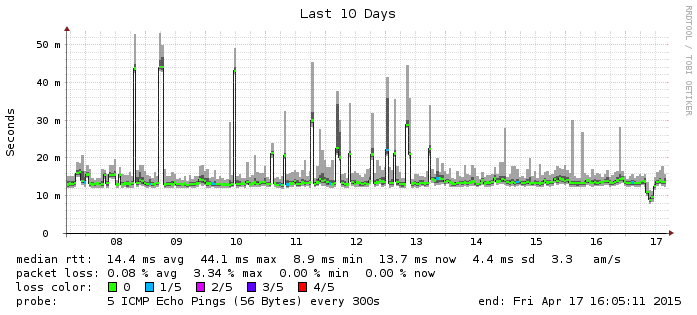 Last 10 Days
RRDTOOL / TOBI OETIKER
Seconds
50 m
40 m
30 m
20 m
10 m
0
08 09 10 11 12 13 14 15 16 17
median rtt: 14.4 ms avg 44.1 ms max 8.9 ms min 13.7 ms now 4.4 ms sd 3.3 am/s
packet loss: 0.08 % avg 3.34 % max 0.00 % min 0.00 % now
loss color: 0 1/5 2/5 3/5 4/5
probe: 5 ICMP Echo Pings (56 Bytes) every 300s end: Fri Apr 17 16:05:11 2015